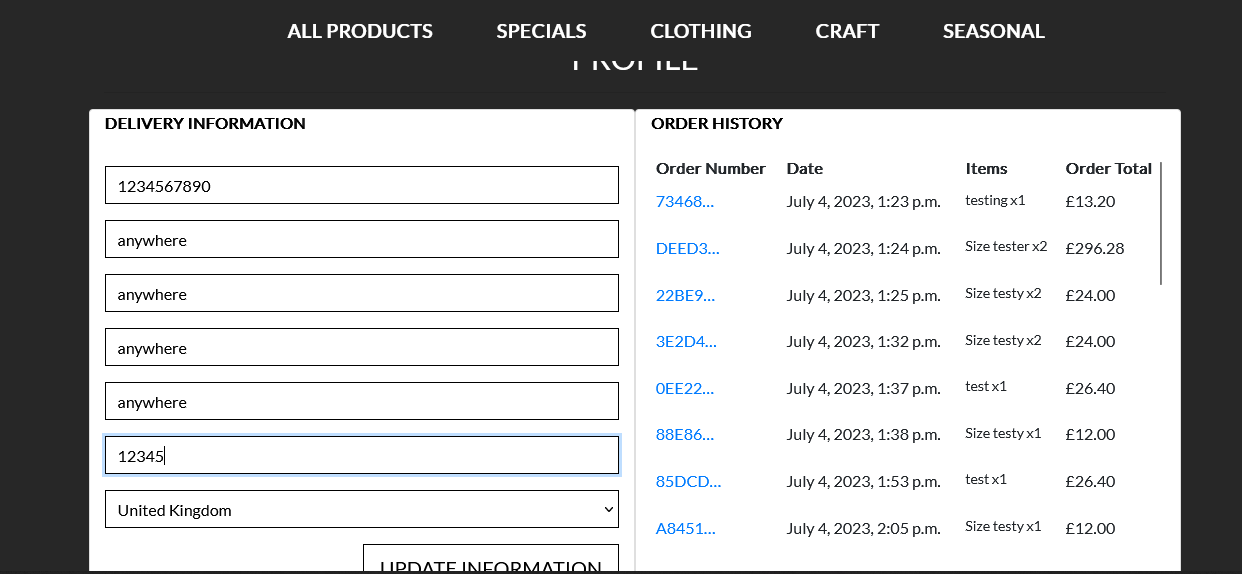 ALL PRODUCTS SPECIALS CLOTHING CRAFT SEASONAL
PROFILE
DELIVERY INFORMATION
1234567890
anywhere
anywhere
anywhere
anywhere
12345
United Kingdom
UPDATE INFORMATION
ORDER HISTORY
Order Number Date Items Order Total
73468... July 4, 2023, 1:23 p.m. testing x1 £13.20
DEED3... July 4, 2023, 1:24 p.m. Size tester x2 £296.28
22BE9... July 4, 2023, 1:25 p.m. Size testy x2 £24.00
3E2D4... July 4, 2023, 1:32 p.m. Size testy x2 £24.00
0EE22... July 4, 2023, 1:37 p.m. test x1 £26.40
88E86... July 4, 2023, 1:38 p.m. Size testy x1 £12.00
85DCD... July 4, 2023, 1:53 p.m. test x1 £26.40
A8451... July 4, 2023, 2:05 p.m. Size testy x1 £12.00